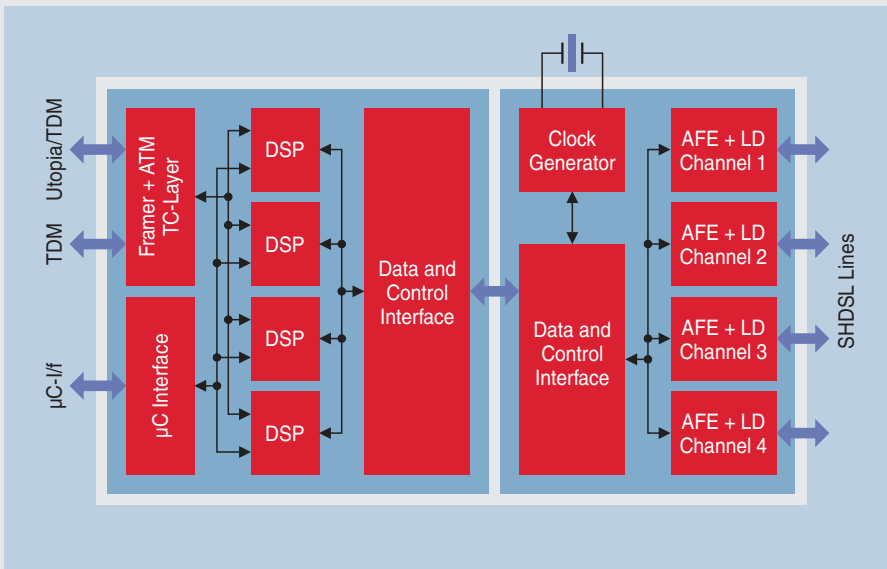 Utopia/TDM
TDM
µC-I/f
Framer + ATM
TC-Layer
µC Interface
DSP
DSP
DSP
DSP
Data and
Control
Interface
Clock
Generator
Data and
Control
Interface
AFE + LD
Channel 1
AFE + LD
Channel 2
AFE + LD
Channel 3
AFE + LD
Channel 4
SHDSL Lines